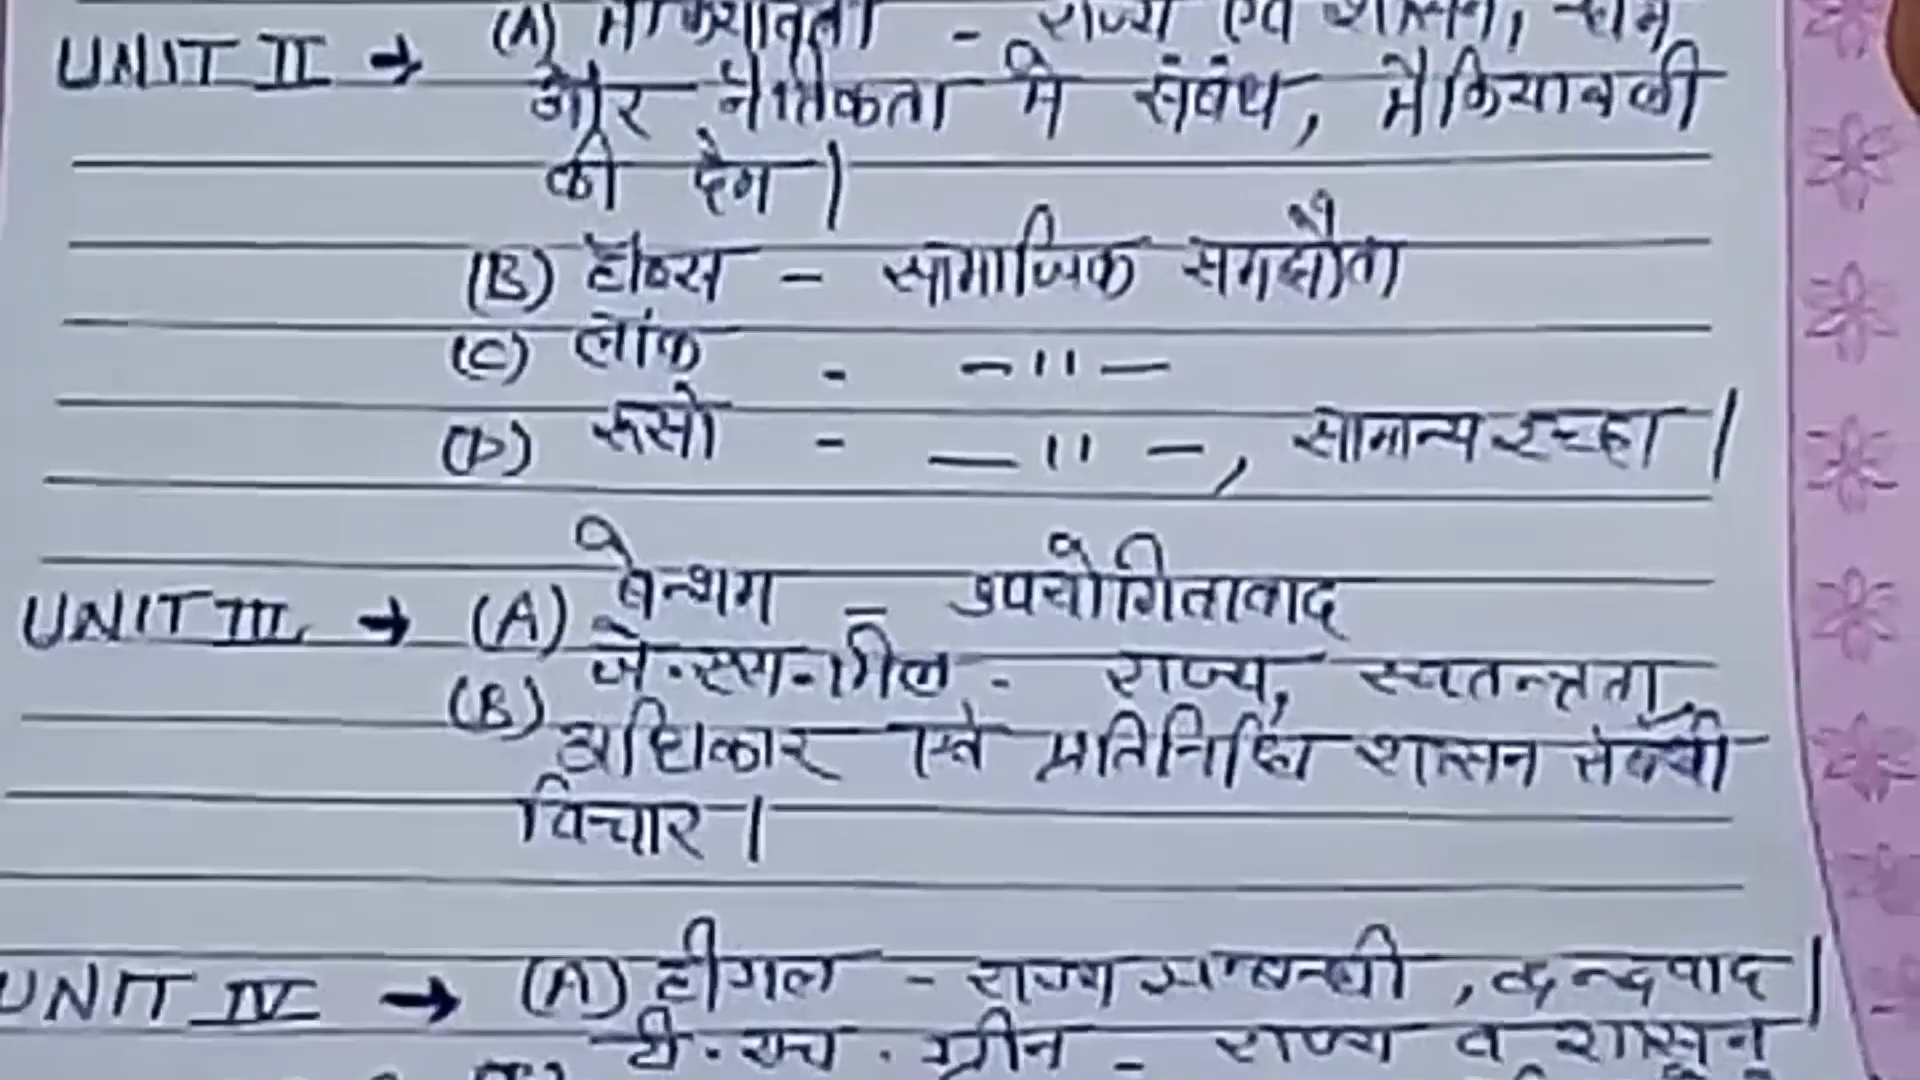 UNIT II → (A) मैकियावली - राज्य एवं शासन, धर्म
और नैतिकता में संबंध, मैकियावली
की देन |
(B) हॉब्स - सामाजिक समझौता
(C) लॉक - —"—
(D) रूसो - —"—, सामान्य इच्छा |
UNIT III → (A) बेन्थम - उपयोगितावाद
(B) जे.एस.मिल - राज्य, स्वतन्त्रता,
अधिकार एवं प्रतिनिधि शासन संबंधी
विचार |
UNIT IV → (A) हीगल - राज्य सम्बन्धी, द्वन्दवाद |
टी.एच.ग्रीन - राज्य व शासन